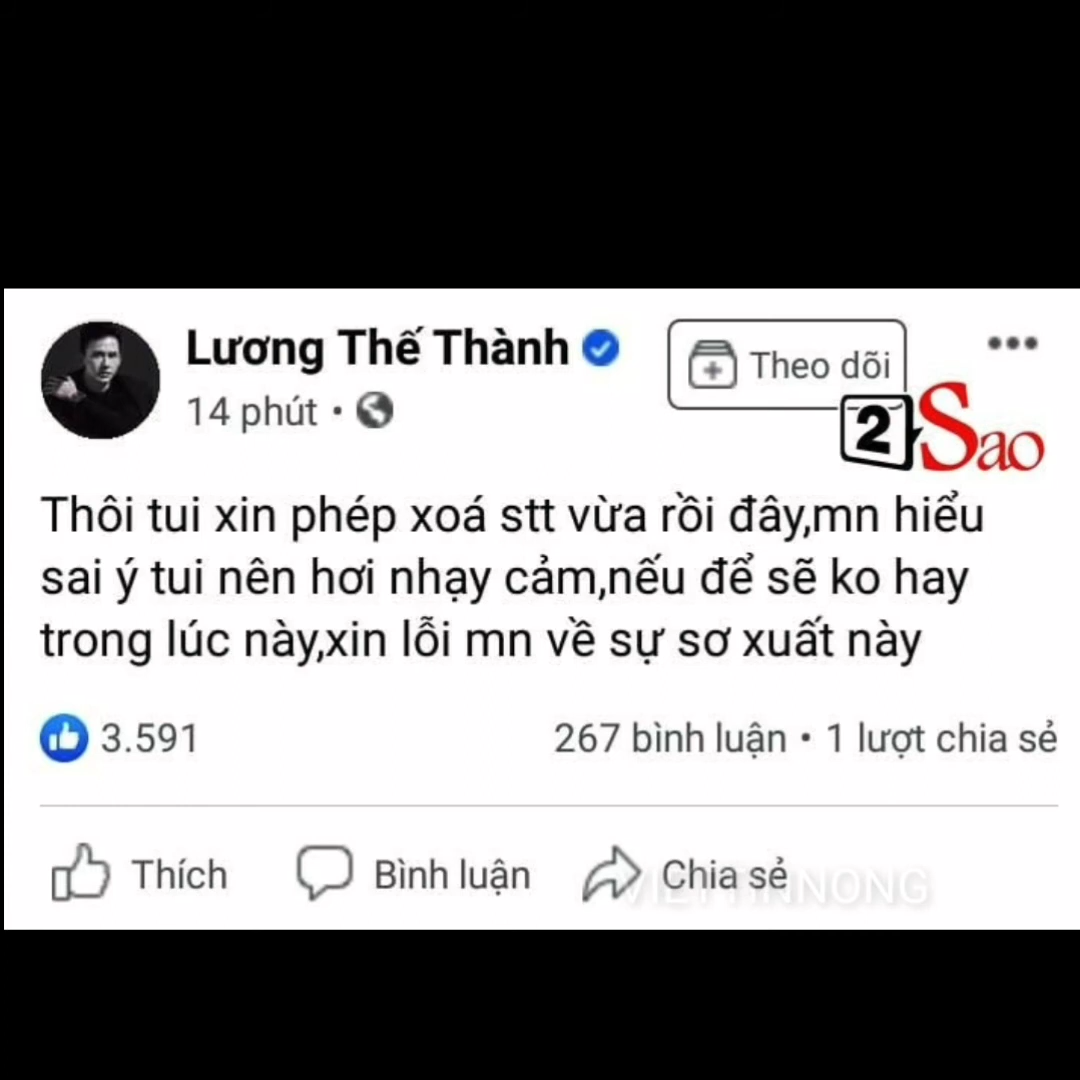 Lương Thế Thành
Theo dõi
14 phút
2Sao
Thôi tui xin phép xoá stt vừa rồi đây,mn hiểu
sai ý tui nên hơi nhạy cảm,nếu để sẽ ko hay
trong lúc này,xin lỗi mn về sự sơ xuất này
3.591
267 bình luận • 1 lượt chia sẻ
Thích
Bình luận
Chia sẻ